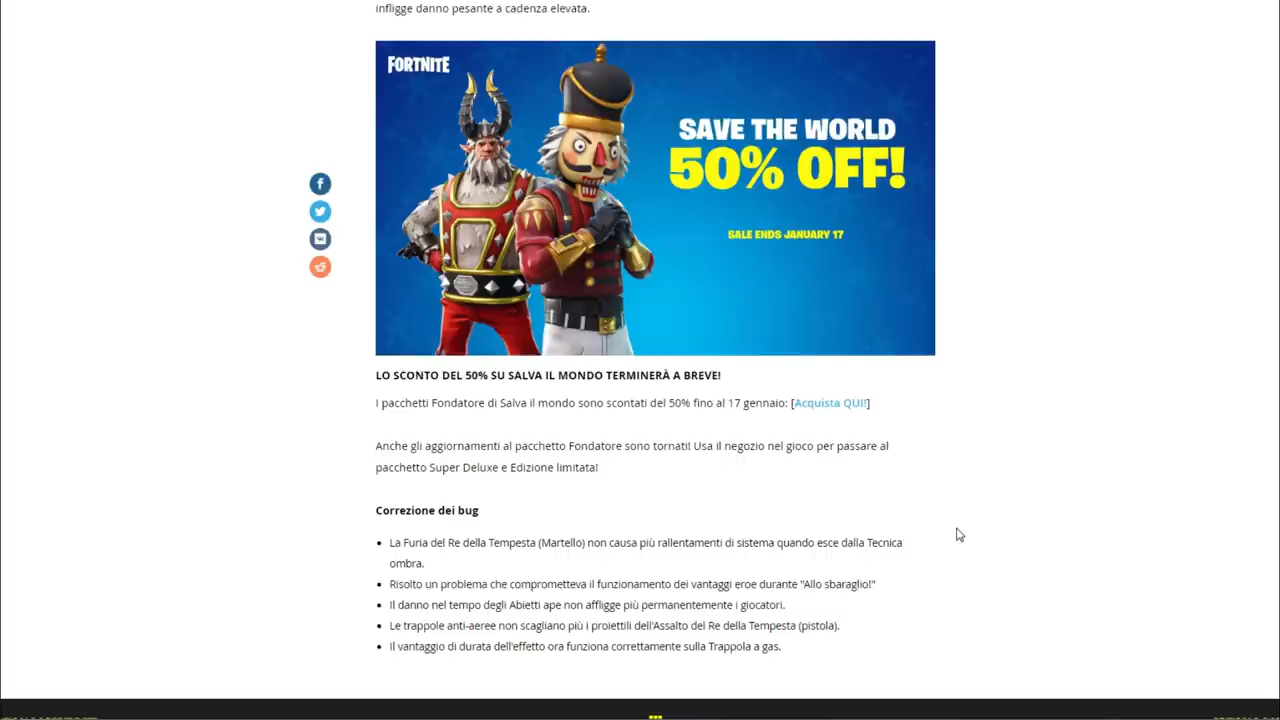 infligge danno pesante a cadenza elevata.
FORTNITE
SAVE THE WORLD
50% OFF!
SALE ENDS JANUARY 17
LO SCONTO DEL 50% SU SALVA IL MONDO TERMINERÀ A BREVE!
I pacchetti Fondatore di Salva il mondo sono scontati del 50% fino al 17 gennaio: [Acquista QUI!]
Anche gli aggiornamenti al pacchetto Fondatore sono tornati! Usa il negozio nel gioco per passare al
pacchetto Super Deluxe e Edizione limitata!
Correzione dei bug
• La Furia del Re della Tempesta (Martello) non causa più rallentamenti di sistema quando esce dalla Tecnica
ombra.
• Risolto un problema che comprometteva il funzionamento dei vantaggi eroe durante "Allo sbaraglio!"
• Il danno nel tempo degli Abietti ape non affligge più permanentemente i giocatori.
• Le trappole anti-aeree non scagliano più i proiettili dell'Assalto del Re della Tempesta (pistola).
• Il vantaggio di durata dell'effetto ora funziona correttamente sulla Trappola a gas.